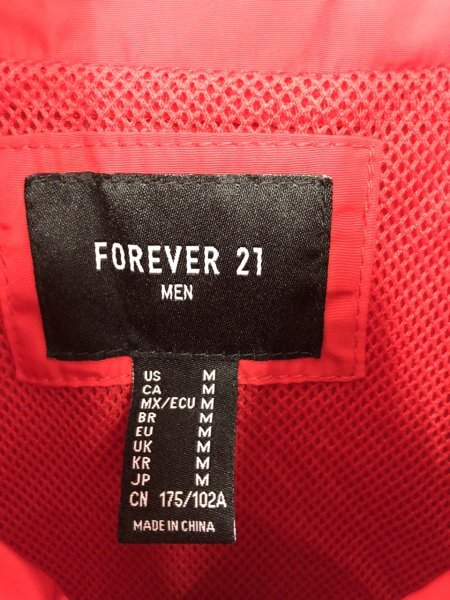 FOREVER 21
MEN
US M
CA M
MX/ECU M
BR M
EU M
UK M
KR M
JP M
CN 175/102A
MADE IN CHINA